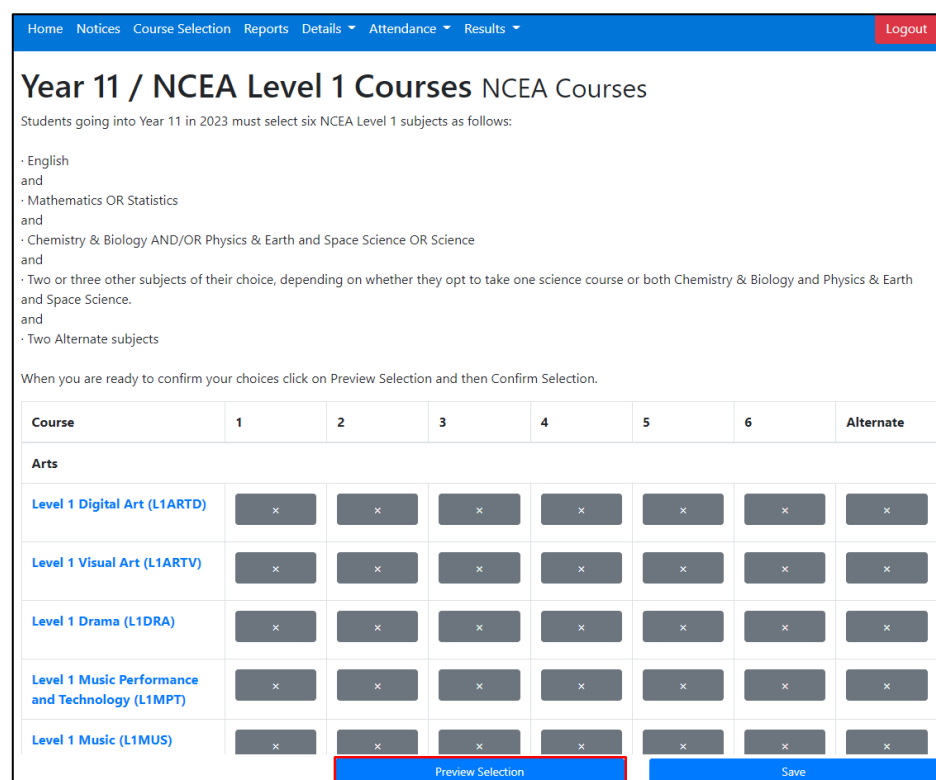 Home Notices Course Selection Reports Details Attendance Results Logout
Year 11 / NCEA Level 1 Courses NCEA Courses
Students going into Year 11 in 2023 must select six NCEA Level 1 subjects as follows:
· English
and
· Mathematics OR Statistics
and
· Chemistry & Biology AND/OR Physics & Earth and Space Science OR Science
and
· Two or three other subjects of their choice, depending on whether they opt to take one science course or both Chemistry & Biology and Physics & Earth
and Space Science.
and
· Two Alternate subjects
When you are ready to confirm your choices click on Preview Selection and then Confirm Selection.
Course 1 2 3 4 5 6 Alternate
Arts
Level 1 Digital Art (L1ARTD) × × × × × × ×
Level 1 Visual Art (L1ARTV) × × × × × × ×
Level 1 Drama (L1DRA) × × × × × × ×
Level 1 Music Performance
and Technology (L1MPT) × × × × × × ×
Level 1 Music (L1MUS) × × × × × × ×
Preview Selection Save